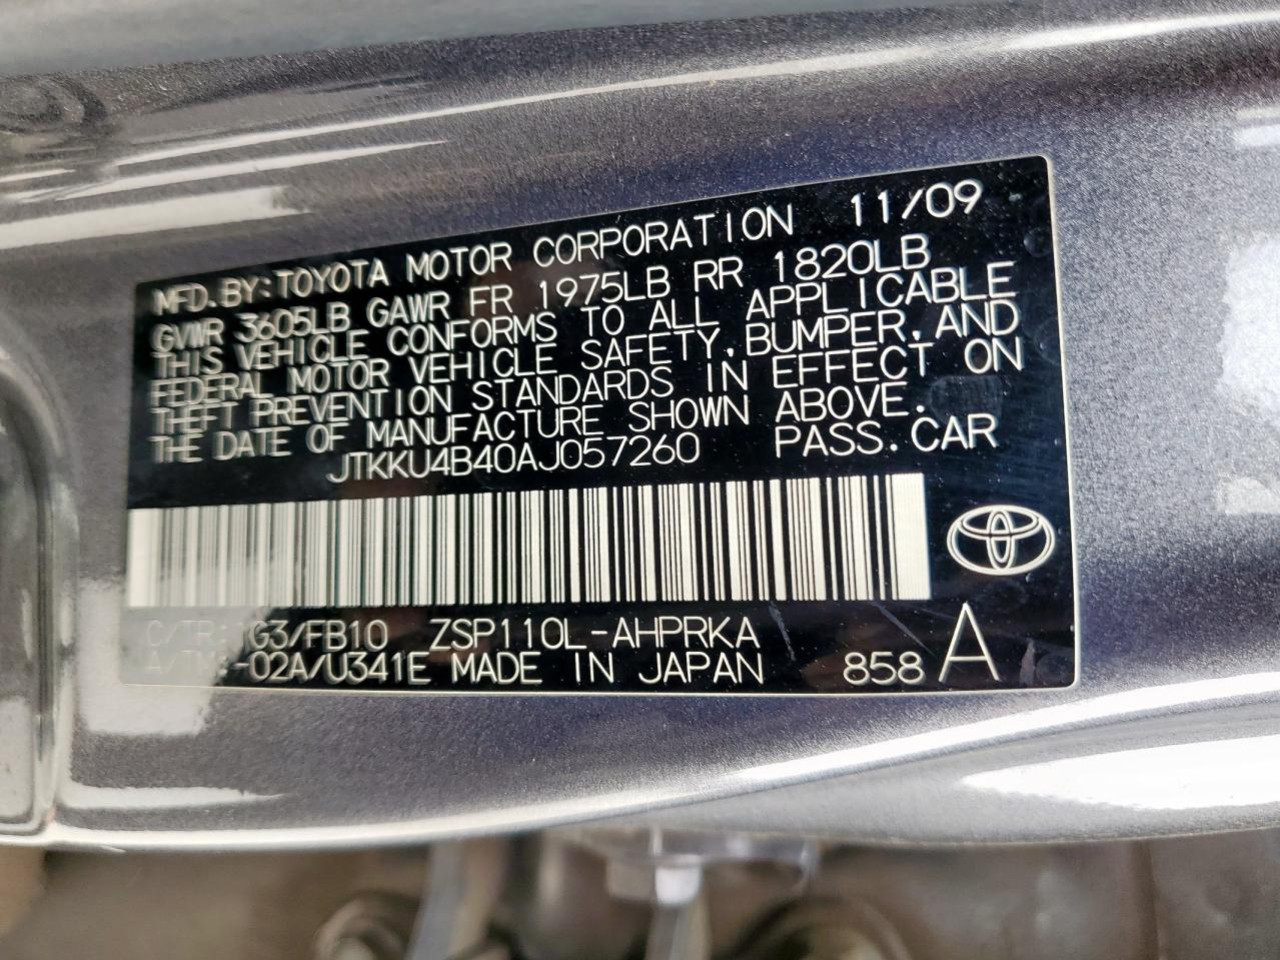 MFD.BY:TOYOTA MOTOR CORPORATION 11/09
GVWR 3605LB GAWR FR 1975LB RR 1820LB
THIS VEHICLE CONFORMS TO ALL APPLICABLE
FEDERAL MOTOR VEHICLE SAFETY,BUMPER,AND
THEFT PREVENTION STANDARDS IN EFFECT ON
THE DATE OF MANUFACTURE SHOWN ABOVE.
JTKKU4B40AJ057260 PASS.CAR
C/TR: 1G3/FB10 ZSP110L-AHPRKA
A/TM:-02A/U341E MADE IN JAPAN 858 A